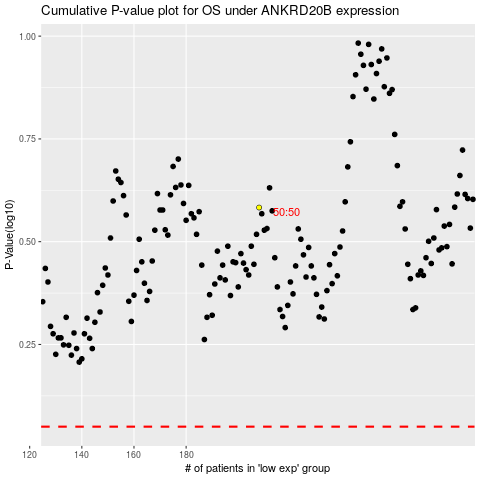 Cumulative P-value plot for OS under ANKRD20B expression
P-Value(log10)
1.00
0.75
0.50
0.25
50:50
120 140 160 180
# of patients in 'low exp' group